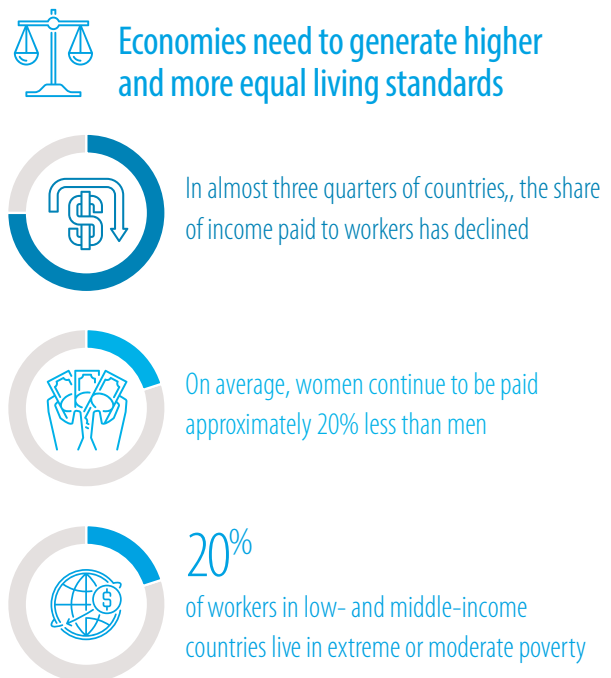 Economies need to generate higher
and more equal living standards
In almost three quarters of countries,, the share
of income paid to workers has declined
On average, women continue to be paid
approximately 20% less than men
20%
of workers in low- and middle-income
countries live in extreme or moderate poverty